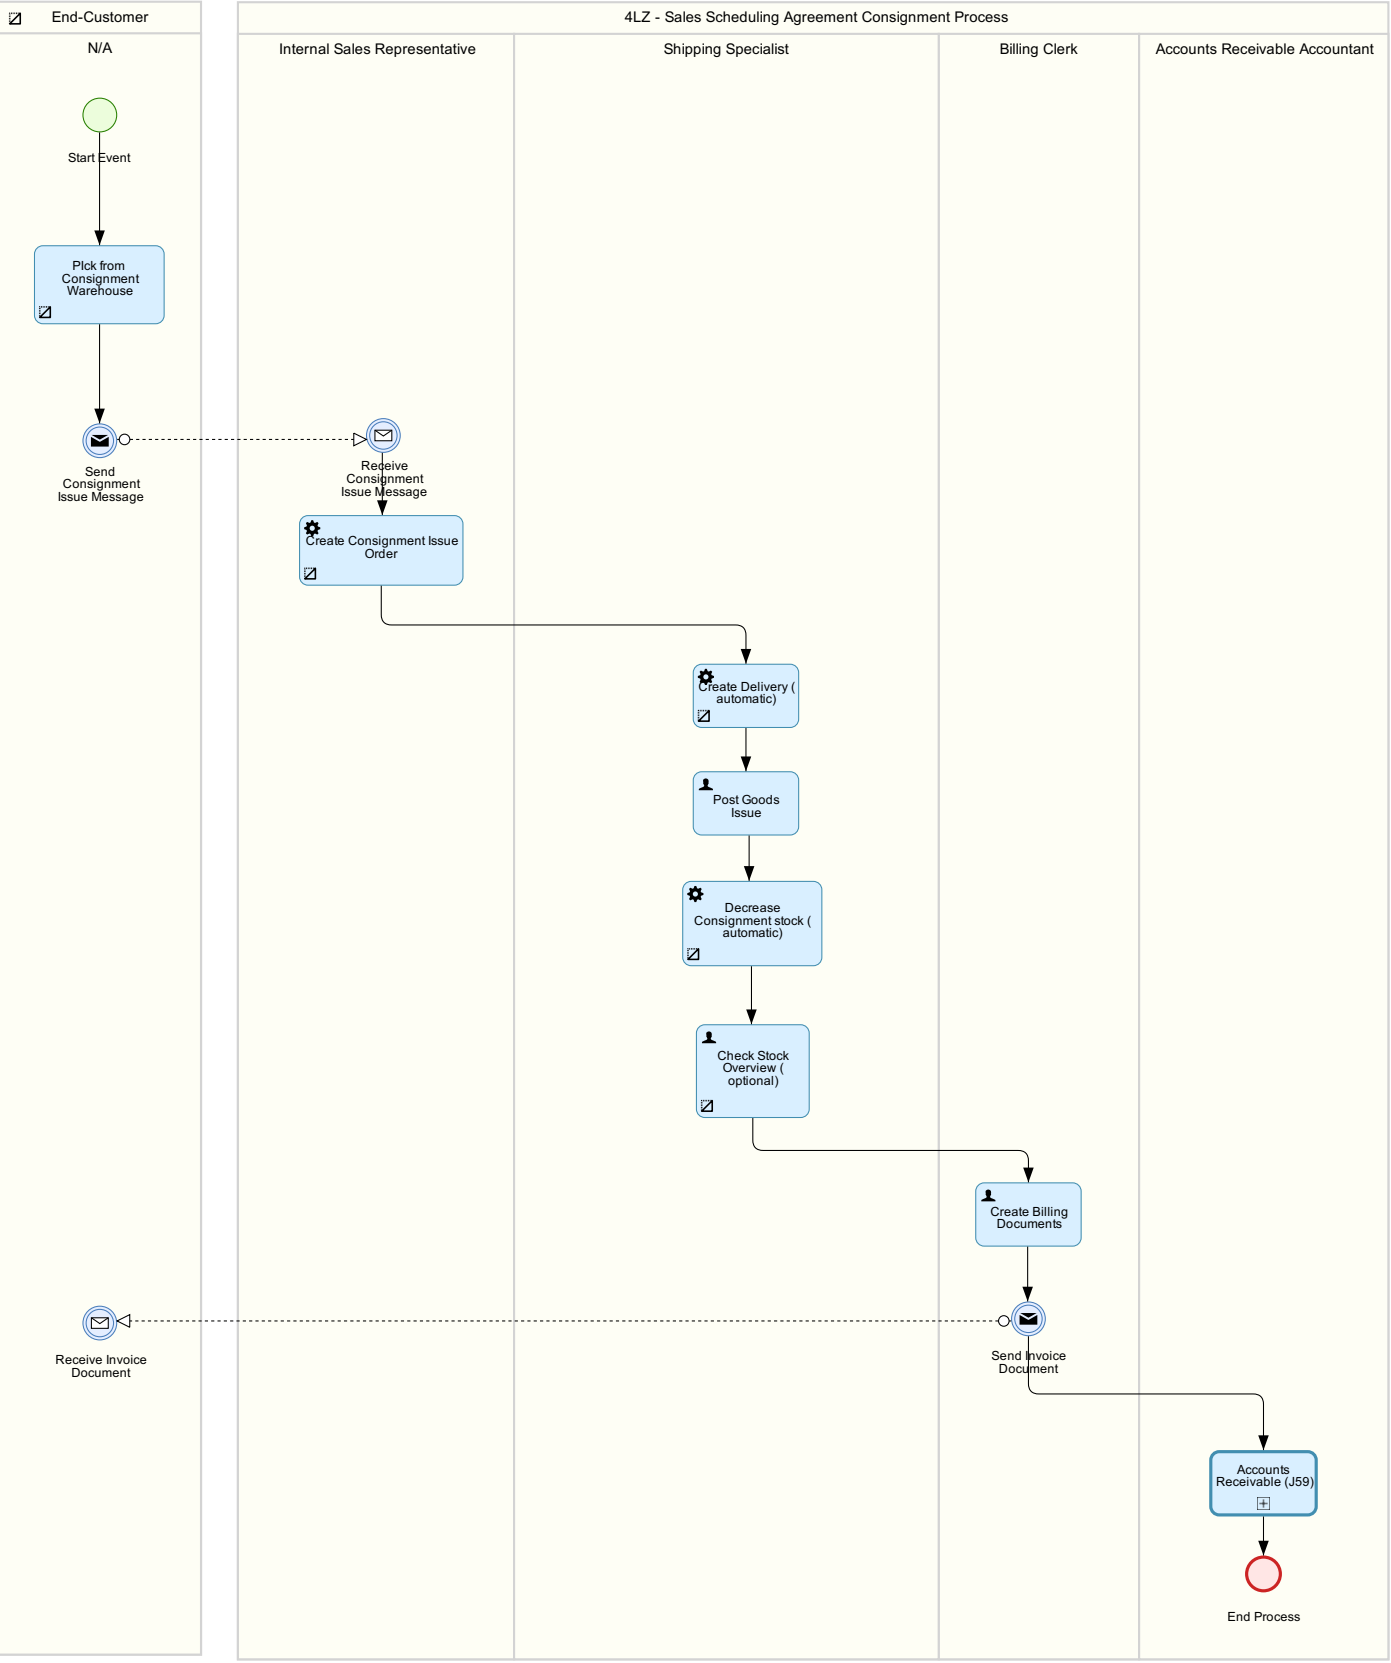 End-Customer
4LZ - Sales Scheduling Agreement Consignment Process
N/A
Internal Sales Representative
Shipping Specialist
Billing Clerk
Accounts Receivable Accountant
Start Event
PIck from
Consignment
Warehouse
Send
Consignment
Issue Message
Receive
Consignment
Issue Message
Create Consignment Issue
Order
Create Delivery (
automatic)
Post Goods
Issue
Decrease
Consignment stock (
automatic)
Check Stock
Overview (
optional)
Create Billing
Documents
Send Invoice
Document
Receive Invoice
Document
Accounts
Receivable (J59)
End Process